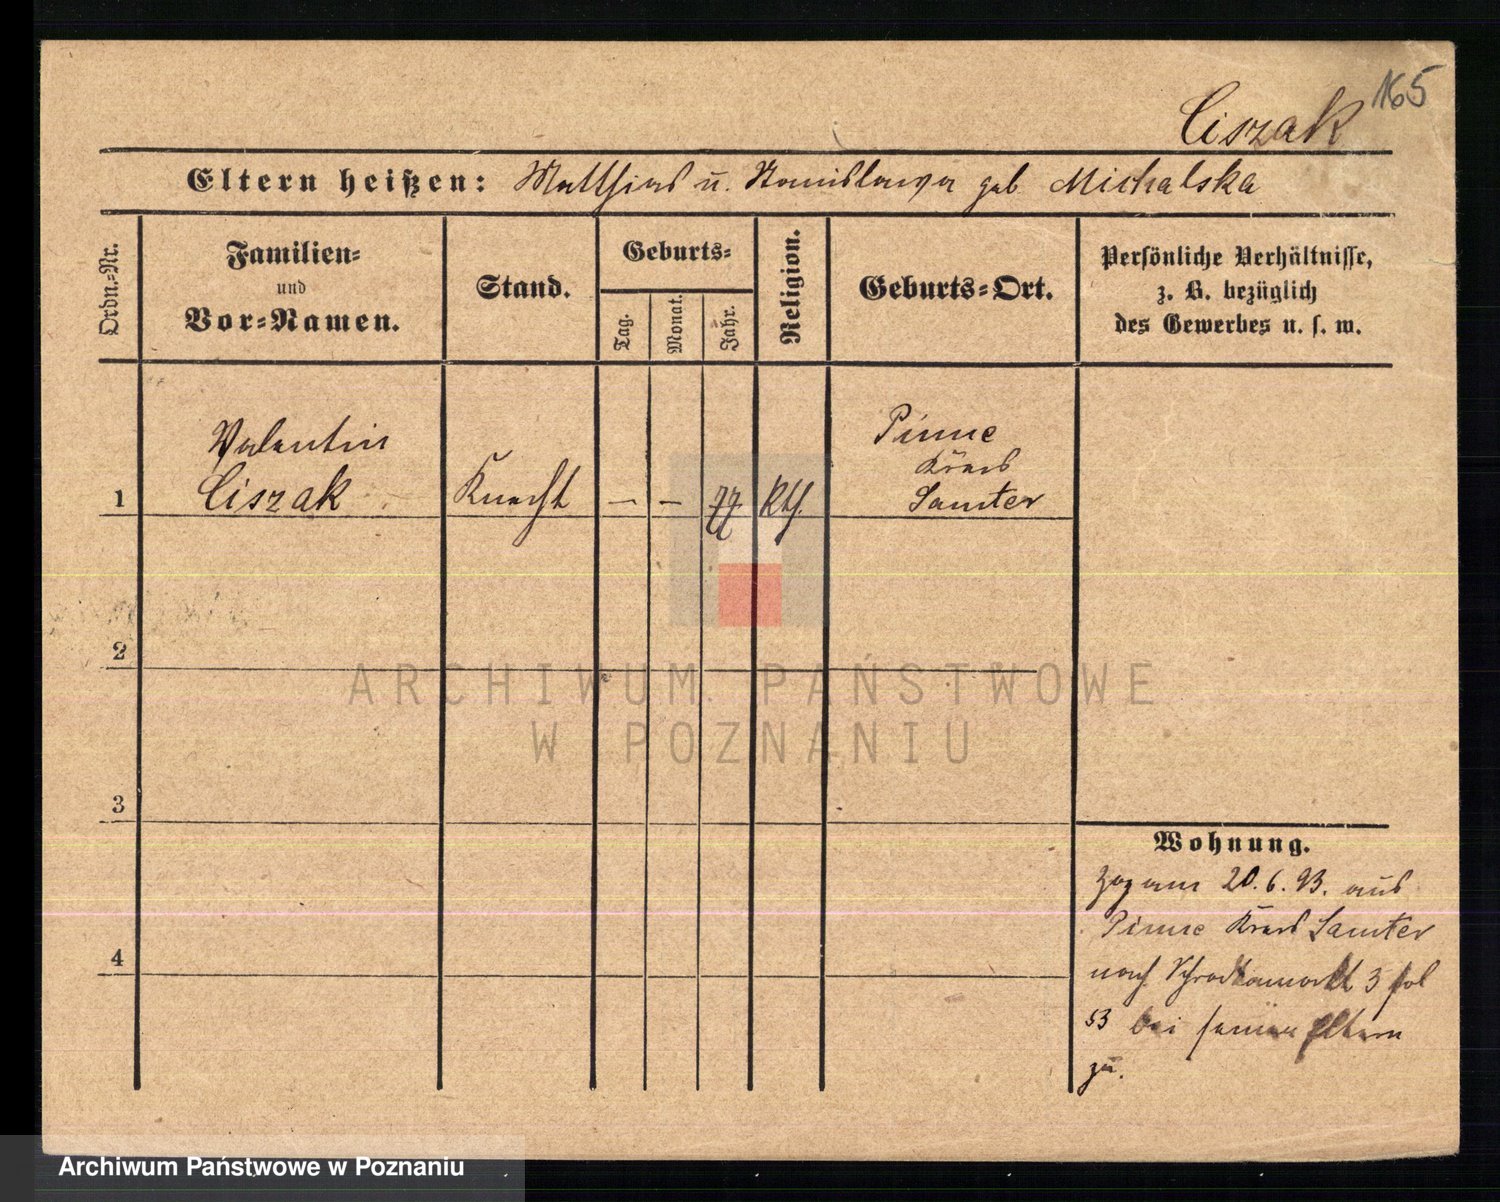 165
Ciszak
Eltern heißen: Matthias u. Stanislawa geb. Michalska
Ordn.-Nr.
Familien-
und
Vor-Namen.
Stand.
Geburts-
Tag.
Monat.
Jahr.
Religion.
Geburts-Ort.
Persönliche Verhältnisse,
z. B. bezüglich
des Gewerbes u. s. w.
Valentin
Ciszak
1
Knecht
—
—
77
Kth.
Pinne
Kreis
Samter
2
3
4
Wohnung.
Zog am 20.6.93. aus
Pinne Kreis Samter
nach Schrodkamarkt 3 fol
53 bei seinen Eltern
zu.
ARCHIWUM PAŃSTWOWE
W POZNANIU
Archiwum Państwowe w Poznaniu